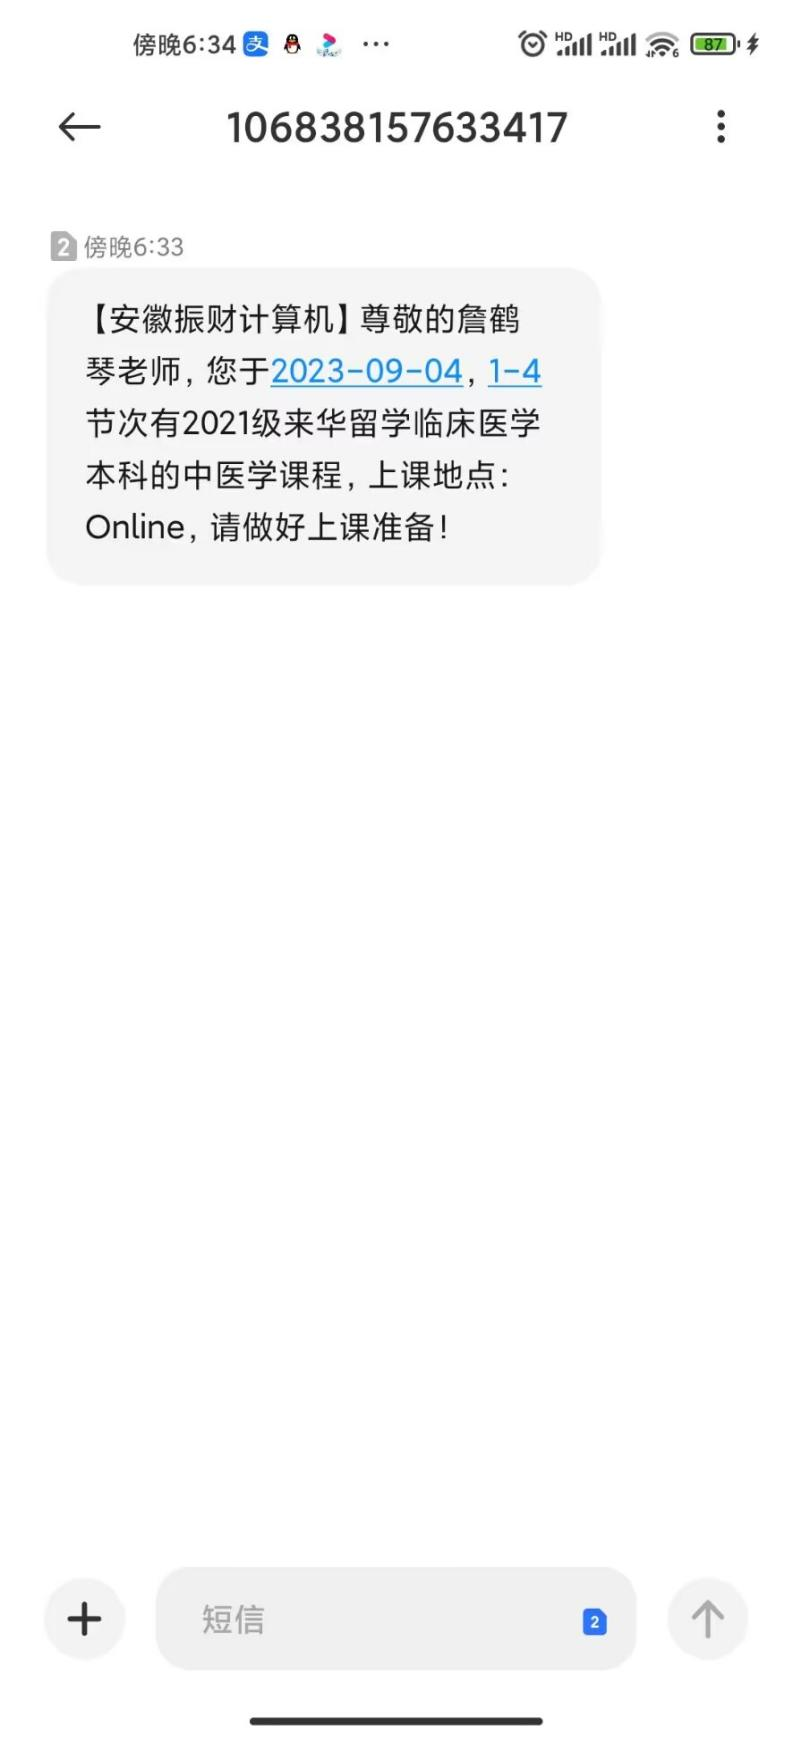 傍晚6:34 支 ...
HD HD 6 87
106838157633417
2 傍晚6:33
【安徽振财计算机】尊敬的詹鹤
琴老师，您于2023-09-04，1-4
节次有2021级来华留学临床医学
本科的中医学课程，上课地点：
Online，请做好上课准备！
短信 2